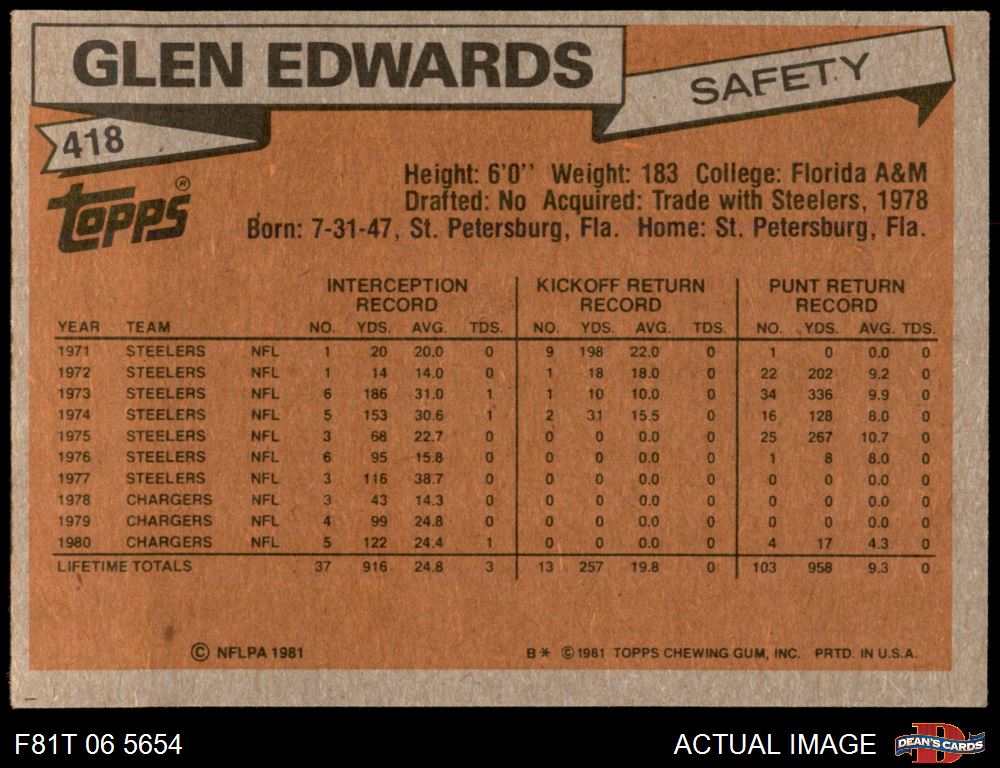 GLEN EDWARDS
SAFETY
418
Topps®
Height: 6'0" Weight: 183 College: Florida A&M
Drafted: No Acquired: Trade with Steelers, 1978
Born: 7-31-47, St. Petersburg, Fla. Home: St. Petersburg, Fla.
INTERCEPTION RECORD KICKOFF RETURN RECORD PUNT RETURN RECORD
YEAR TEAM NO. YDS. AVG. TDS. NO. YDS. AVG. TDS. NO. YDS. AVG. TDS.
1971 STEELERS NFL 1 20 20.0 0 9 198 22.0 0 1 0 0.0 0
1972 STEELERS NFL 1 14 14.0 0 1 18 18.0 0 22 202 9.2 0
1973 STEELERS NFL 6 186 31.0 1 1 10 10.0 0 34 336 9.9 0
1974 STEELERS NFL 5 153 30.6 1 2 31 15.5 0 16 128 8.0 0
1975 STEELERS NFL 3 68 22.7 0 0 0 0.0 0 25 267 10.7 0
1976 STEELERS NFL 6 95 15.8 0 0 0 0.0 0 1 8 8.0 0
1977 STEELERS NFL 3 116 38.7 0 0 0 0.0 0 0 0 0.0 0
1978 CHARGERS NFL 3 43 14.3 0 0 0 0.0 0 0 0 0.0 0
1979 CHARGERS NFL 4 99 24.8 0 0 0 0.0 0 0 0 0.0 0
1980 CHARGERS NFL 5 122 24.4 1 0 0 0.0 0 4 17 4.3 0
LIFETIME TOTALS 37 916 24.8 3 13 257 19.8 0 103 958 9.3 0
© NFLPA 1981
B* © 1981 TOPPS CHEWING GUM, INC. PRTD. IN U.S.A.
F81T 06 5654
ACTUAL IMAGE
D DEAN'S CARDS